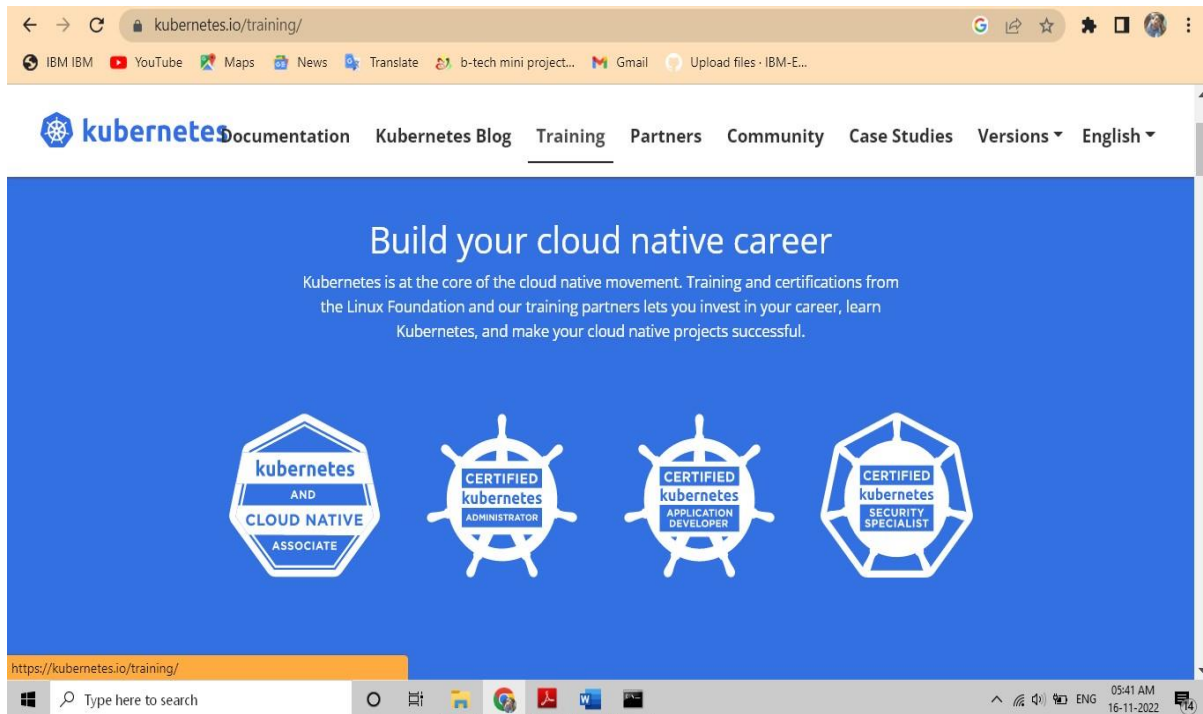 kubernetes.io/training/
IBM IBM YouTube Maps News Translate b-tech mini project... Gmail Upload files · IBM-E...
kubernetes Documentation Kubernetes Blog Training Partners Community Case Studies Versions English
Build your cloud native career
Kubernetes is at the core of the cloud native movement. Training and certifications from
the Linux Foundation and our training partners lets you invest in your career, learn
Kubernetes, and make your cloud native projects successful.
kubernetes
AND
CLOUD NATIVE
ASSOCIATE
CERTIFIED
kubernetes
ADMINISTRATOR
CERTIFIED
kubernetes
APPLICATION
DEVELOPER
CERTIFIED
kubernetes
SECURITY
SPECIALIST
https://kubernetes.io/training/
Type here to search
ENG
05:41 AM
16-11-2022
14